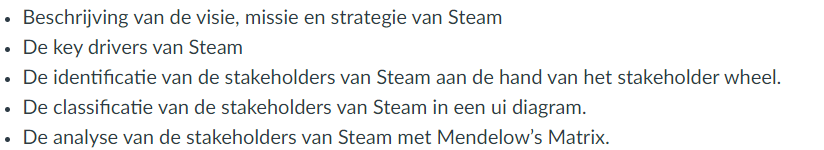 • Beschrijving van de visie, missie en strategie van Steam
• De key drivers van Steam
• De identificatie van de stakeholders van Steam aan de hand van het stakeholder wheel.
• De classificatie van de stakeholders van Steam in een ui diagram.
• De analyse van de stakeholders van Steam met Mendelow’s Matrix.